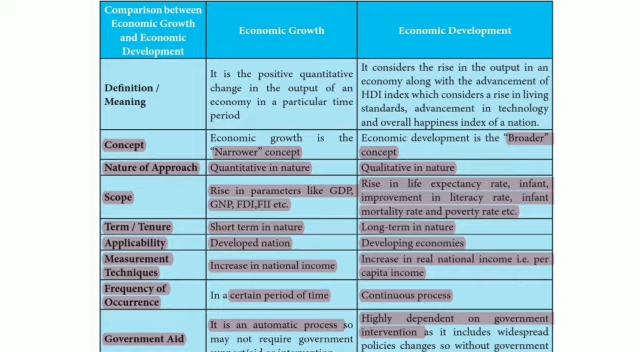 Comparison between
Economic Growth
and Economic
Development
Economic Growth
Economic Development
Definition /
Meaning
It is the positive quantitative
change in the output of an
economy in a particular time
period
It considers the rise in the output in an
economy along with the advancement of
HDI index which considers a rise in living
standards, advancement in technology
and overall happiness index of a nation.
Concept
Economic growth is the
"Narrower" concept
Economic development is the "Broader"
concept
Nature of Approach
Quantitative in nature
Qualitative in nature
Scope
Rise in parameters like GDP,
GNP, FDI,FII etc.
Rise in life expectancy rate, infant,
improvement in literacy rate, infant
mortality rate and poverty rate etc.
Term / Tenure
Short term in nature
Long-term in nature
Applicability
Developed nation
Developing economies
Measurement
Techniques
Increase in national income
Increase in real national income i.e. per
capita income
Frequency of
Occurrence
In a certain period of time
Continuous process
Government Aid
It is an automatic process so
may not require government
Highly dependent on government
intervention as it includes widespread
policies changes so without government